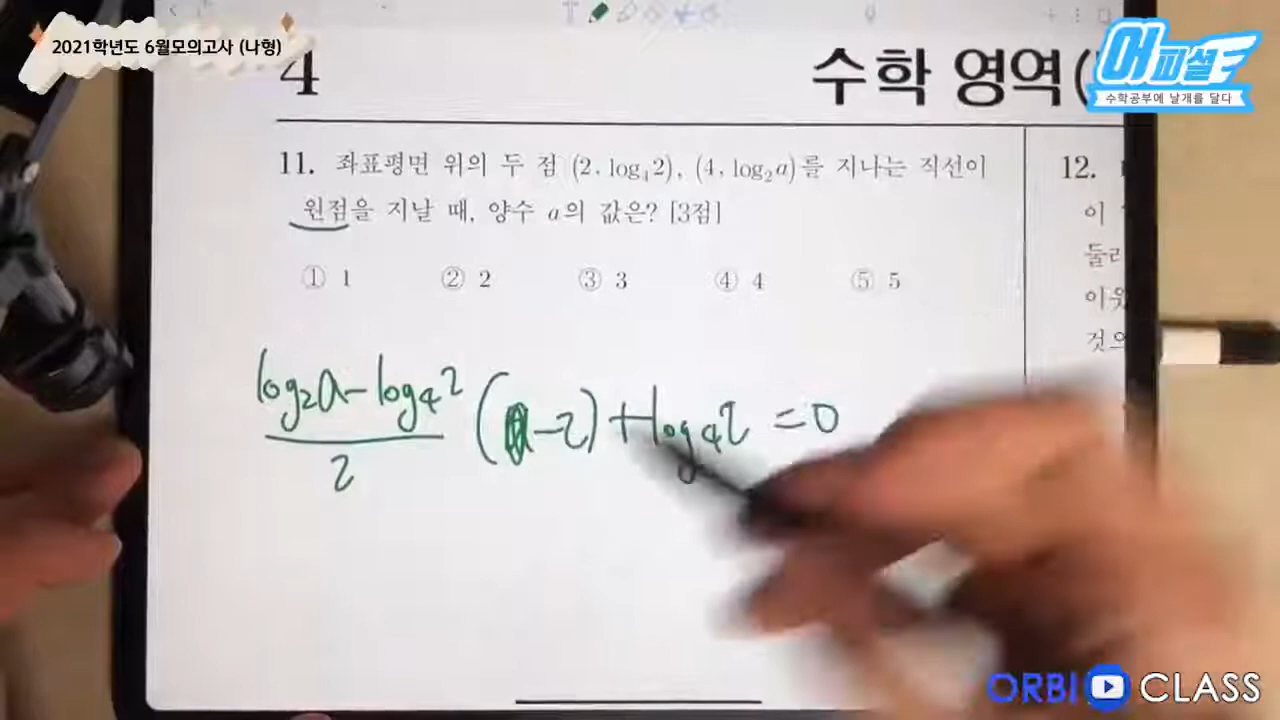 2021학년도 6월모의고사 (나형)
어피셜
수학공부에 날개를 달다
4
수학 영역(
11. 좌표평면 위의 두 점 (2, log₄2), (4, log₂a)를 지나는 직선이
원점을 지날 때, 양수 a의 값은? [3점]
① 1 ② 2 ③ 3 ④ 4 ⑤ 5
12.
이
둘레
이웃
것으
log₂a-log₄2
2
( -2)+log₄2=0
ORBI CLASS